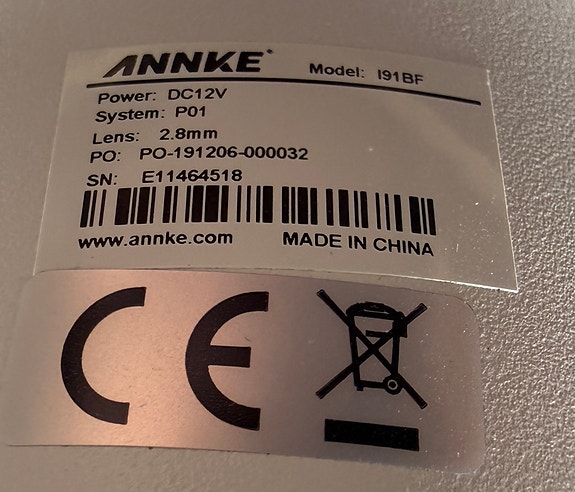 ANNKE
Model: I91BF
Power: DC12V
System: P01
Lens: 2.8mm
PO: PO-191206-000032
SN: E11464518
www.annke.com MADE IN CHINA
CE